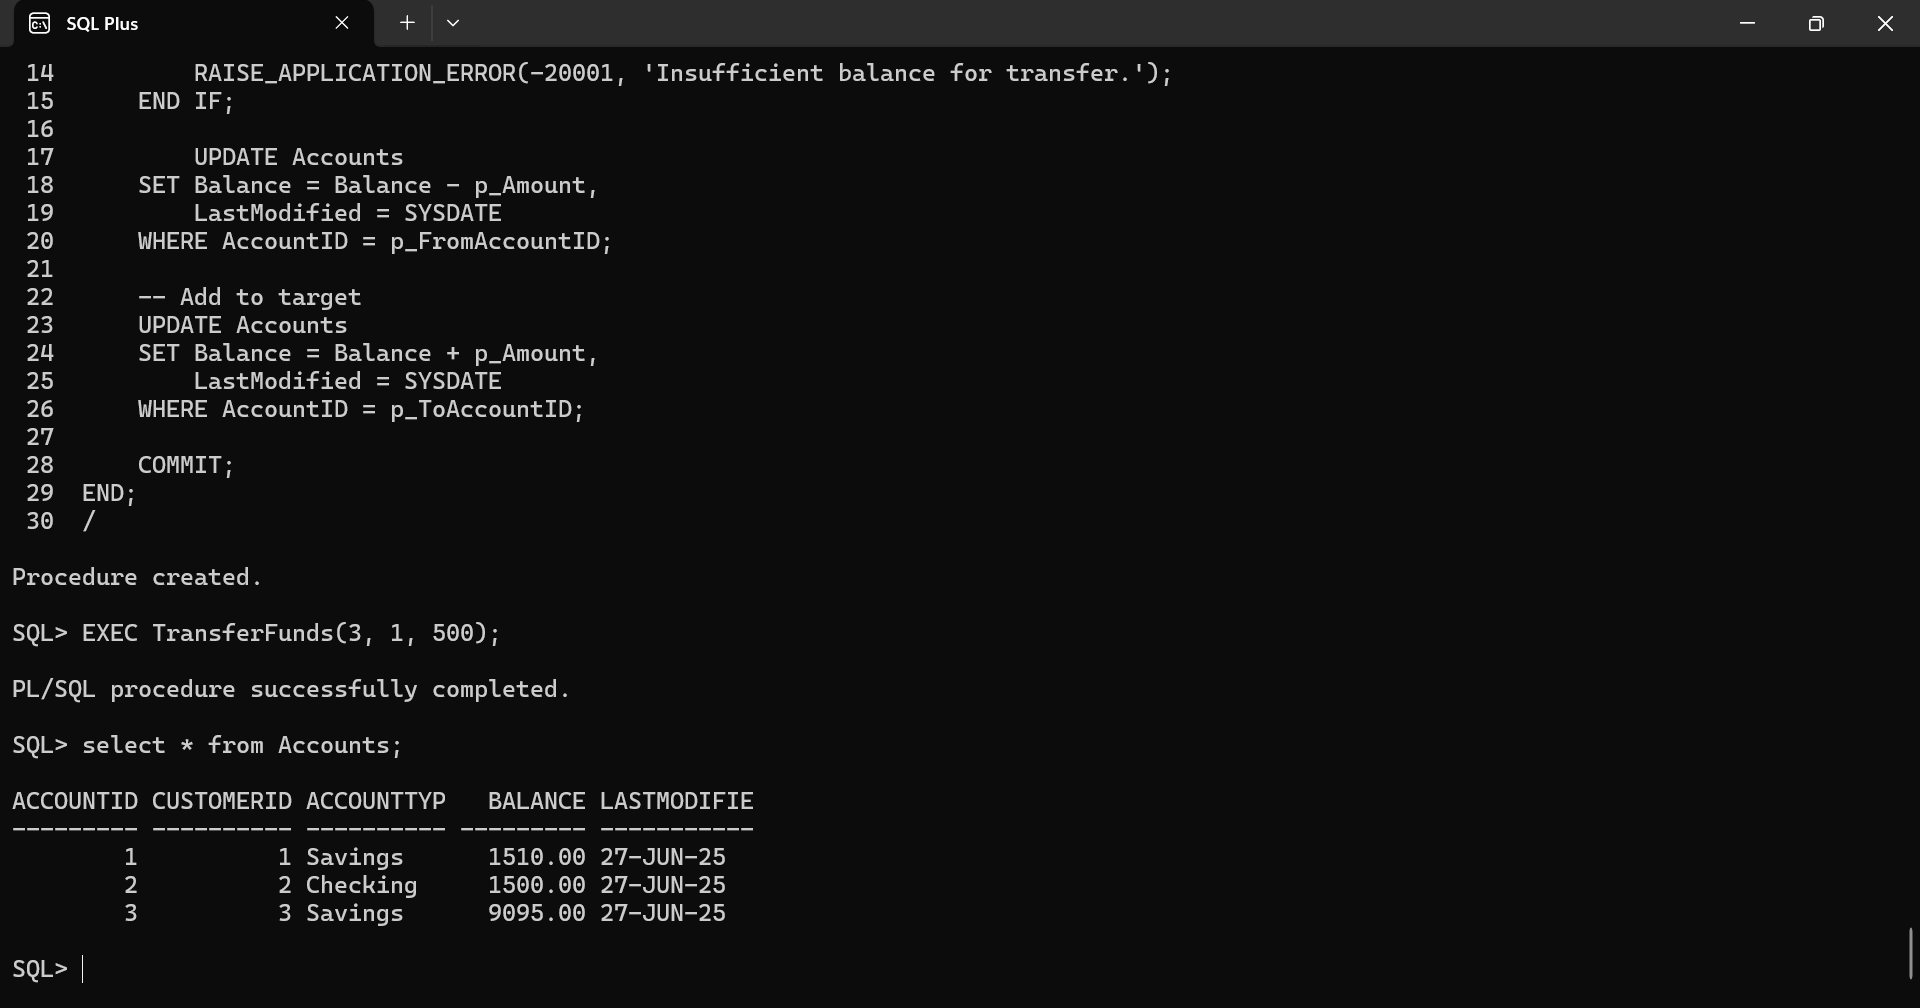 SQL Plus
14          RAISE_APPLICATION_ERROR(-20001, 'Insufficient balance for transfer.');
15      END IF;
16
17          UPDATE Accounts
18      SET Balance = Balance - p_Amount,
19          LastModified = SYSDATE
20      WHERE AccountID = p_FromAccountID;
21
22      -- Add to target
23      UPDATE Accounts
24      SET Balance = Balance + p_Amount,
25          LastModified = SYSDATE
26      WHERE AccountID = p_ToAccountID;
27
28      COMMIT;
29  END;
30  /
Procedure created.
SQL> EXEC TransferFunds(3, 1, 500);
PL/SQL procedure successfully completed.
SQL> select * from Accounts;
ACCOUNTID CUSTOMERID ACCOUNTTYP   BALANCE LASTMODIFIE
--------- ---------- ---------- --------- -----------
        1          1 Savings      1510.00 27-JUN-25
        2          2 Checking     1500.00 27-JUN-25
        3          3 Savings      9095.00 27-JUN-25
SQL>